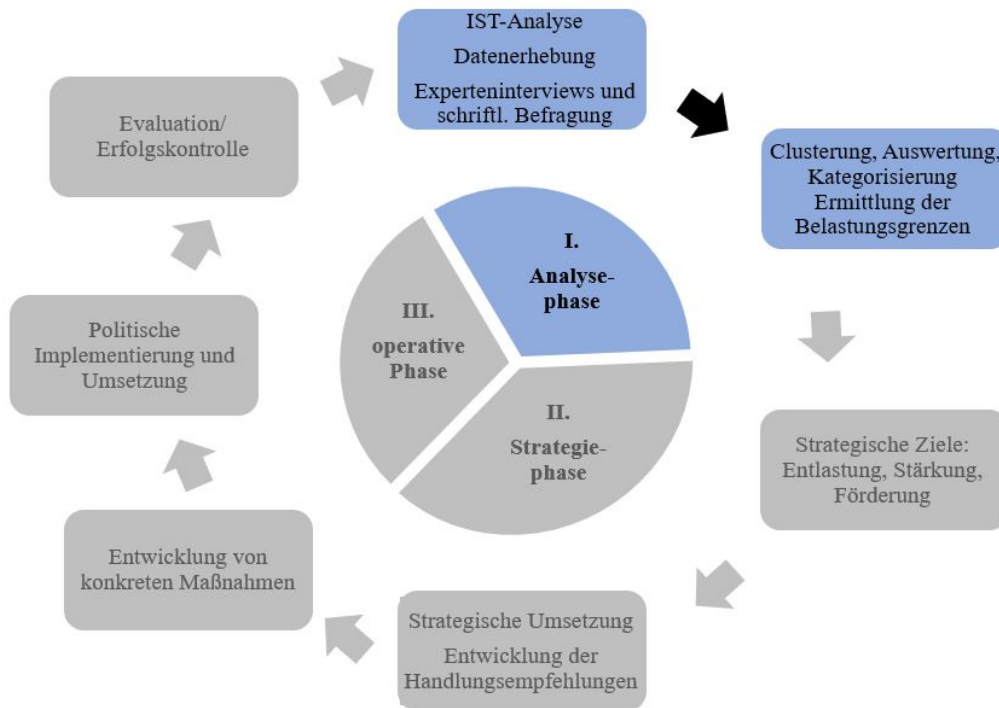 IST-Analyse
Datenerhebung
Experteninterviews und
schriftl. Befragung
Clusterung, Auswertung,
Kategorisierung
Ermittlung der
Belastungsgrenzen
Strategische Ziele:
Entlastung, Stärkung,
Förderung
Strategische Umsetzung
Entwicklung der
Handlungsempfehlungen
Entwicklung von
konkreten Maßnahmen
Politische
Implementierung und
Umsetzung
Evaluation/
Erfolgskontrolle
I.
Analyse-
phase
II.
Strategie-
phase
III.
operative
Phase